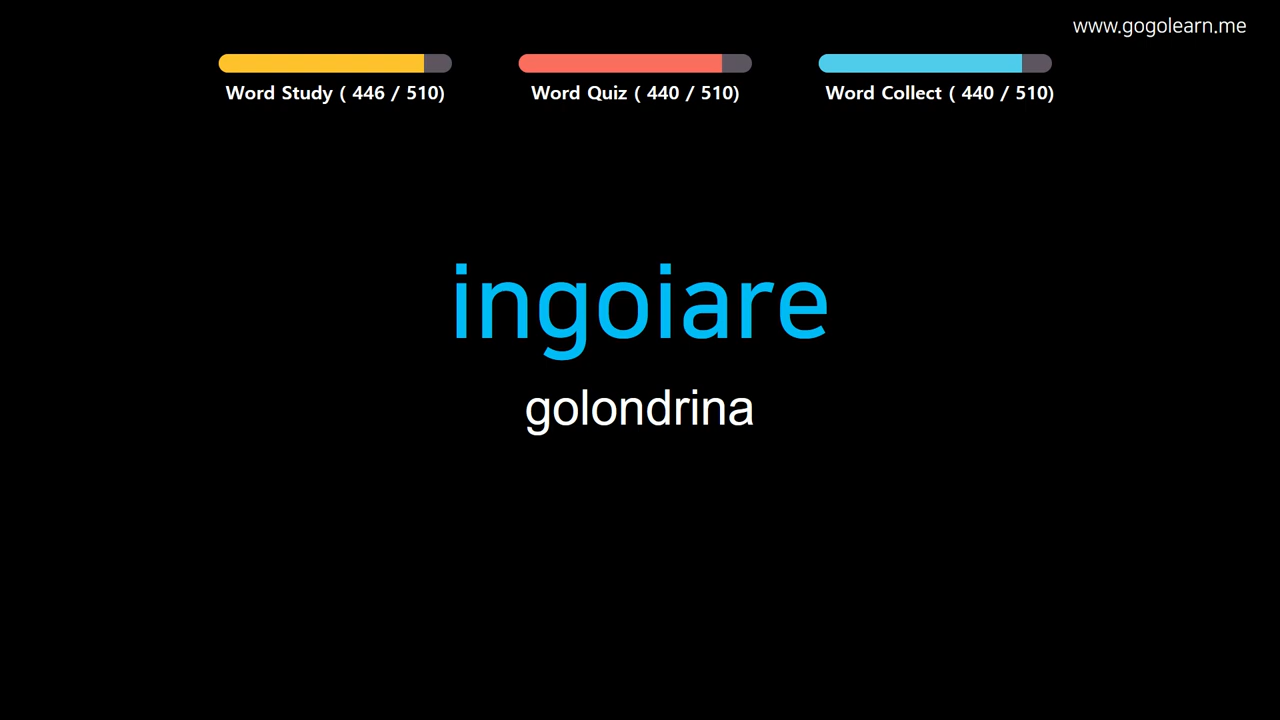 www.gogolearn.me
Word Study ( 446 / 510)
Word Quiz ( 440 / 510)
Word Collect ( 440 / 510)
ingoiare
golondrina